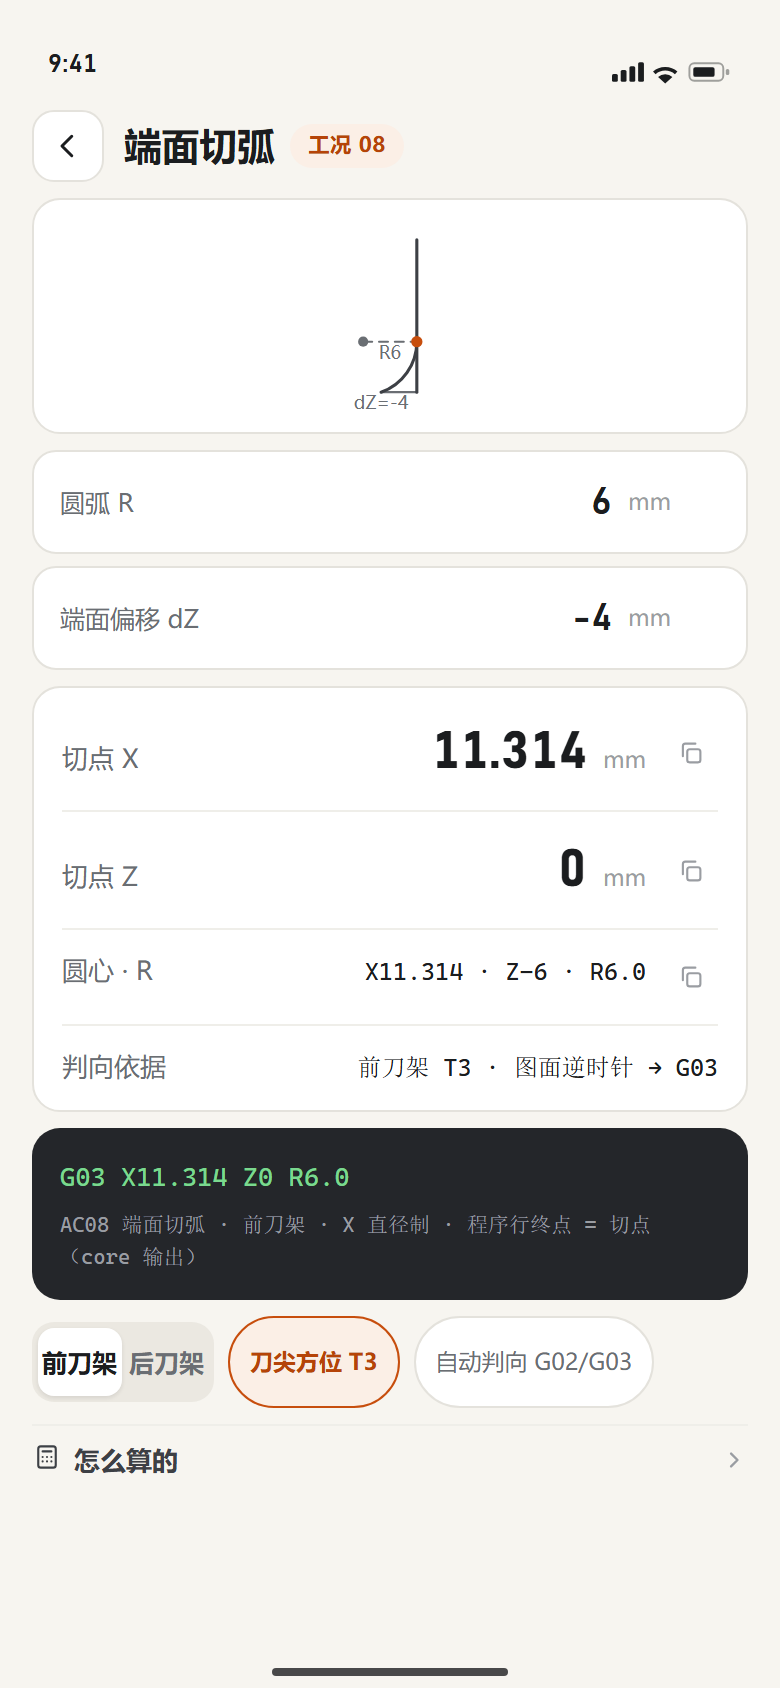 9:41
端面切弧 工况 08
R6
dZ=-4
圆弧 R 6 mm
端面偏移 dZ -4 mm
切点 X 11.314 mm
切点 Z 0 mm
圆心 · R X11.314 · Z-6 · R6.0
判向依据 前刀架 T3 · 图面逆时针 → G03
G03 X11.314 Z0 R6.0
AC08 端面切弧 · 前刀架 · X 直径制 · 程序行终点 = 切点
（core 输出）
前刀架 后刀架 刀尖方位 T3 自动判向 G02/G03
怎么算的